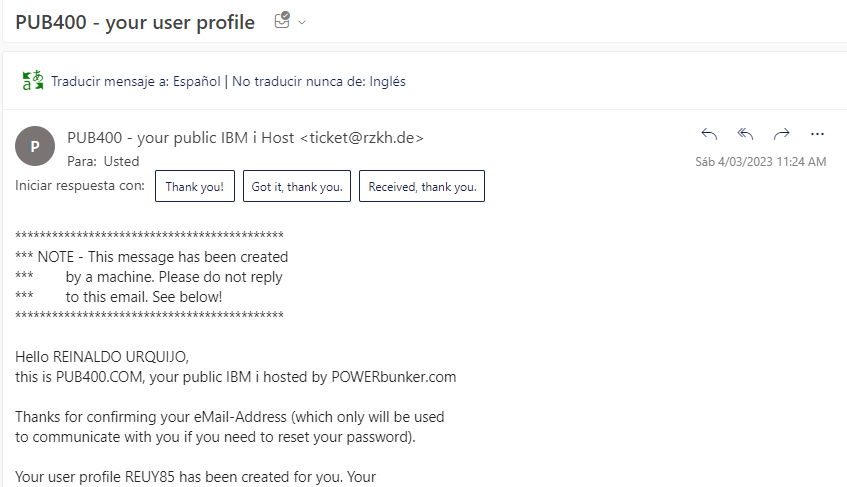 PUB400 - your user profile
Traducir mensaje a: Español | No traducir nunca de: Inglés
P
PUB400 - your public IBM i Host <ticket@rzkh.de>
Para: Usted
Sáb 4/03/2023 11:24 AM
Iniciar respuesta con: Thank you! Got it, thank you. Received, thank you.
********************************************
*** NOTE - This message has been created
*** by a machine. Please do not reply
*** to this email. See below!
********************************************
Hello REINALDO URQUIJO,
this is PUB400.COM, your public IBM i hosted by POWERbunker.com
Thanks for confirming your eMail-Address (which only will be used
to communicate with you if you need to reset your password).
Your user profile REUY85 has been created for you. Your